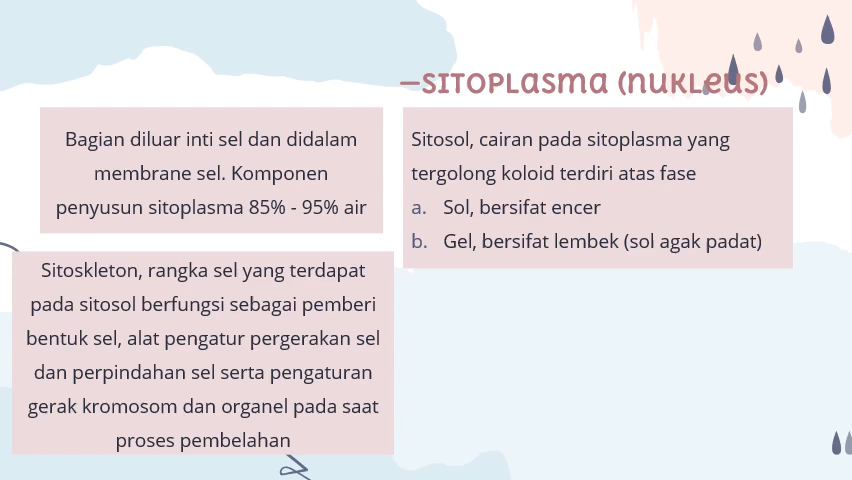 —SITOPLASMA (NUKLEUS)
Bagian diluar inti sel dan didalam
membrane sel. Komponen
penyusun sitoplasma 85% - 95% air
Sitosol, cairan pada sitoplasma yang
tergolong koloid terdiri atas fase
a. Sol, bersifat encer
b. Gel, bersifat lembek (sol agak padat)
Sitoskleton, rangka sel yang terdapat
pada sitosol berfungsi sebagai pemberi
bentuk sel, alat pengatur pergerakan sel
dan perpindahan sel serta pengaturan
gerak kromosom dan organel pada saat
proses pembelahan